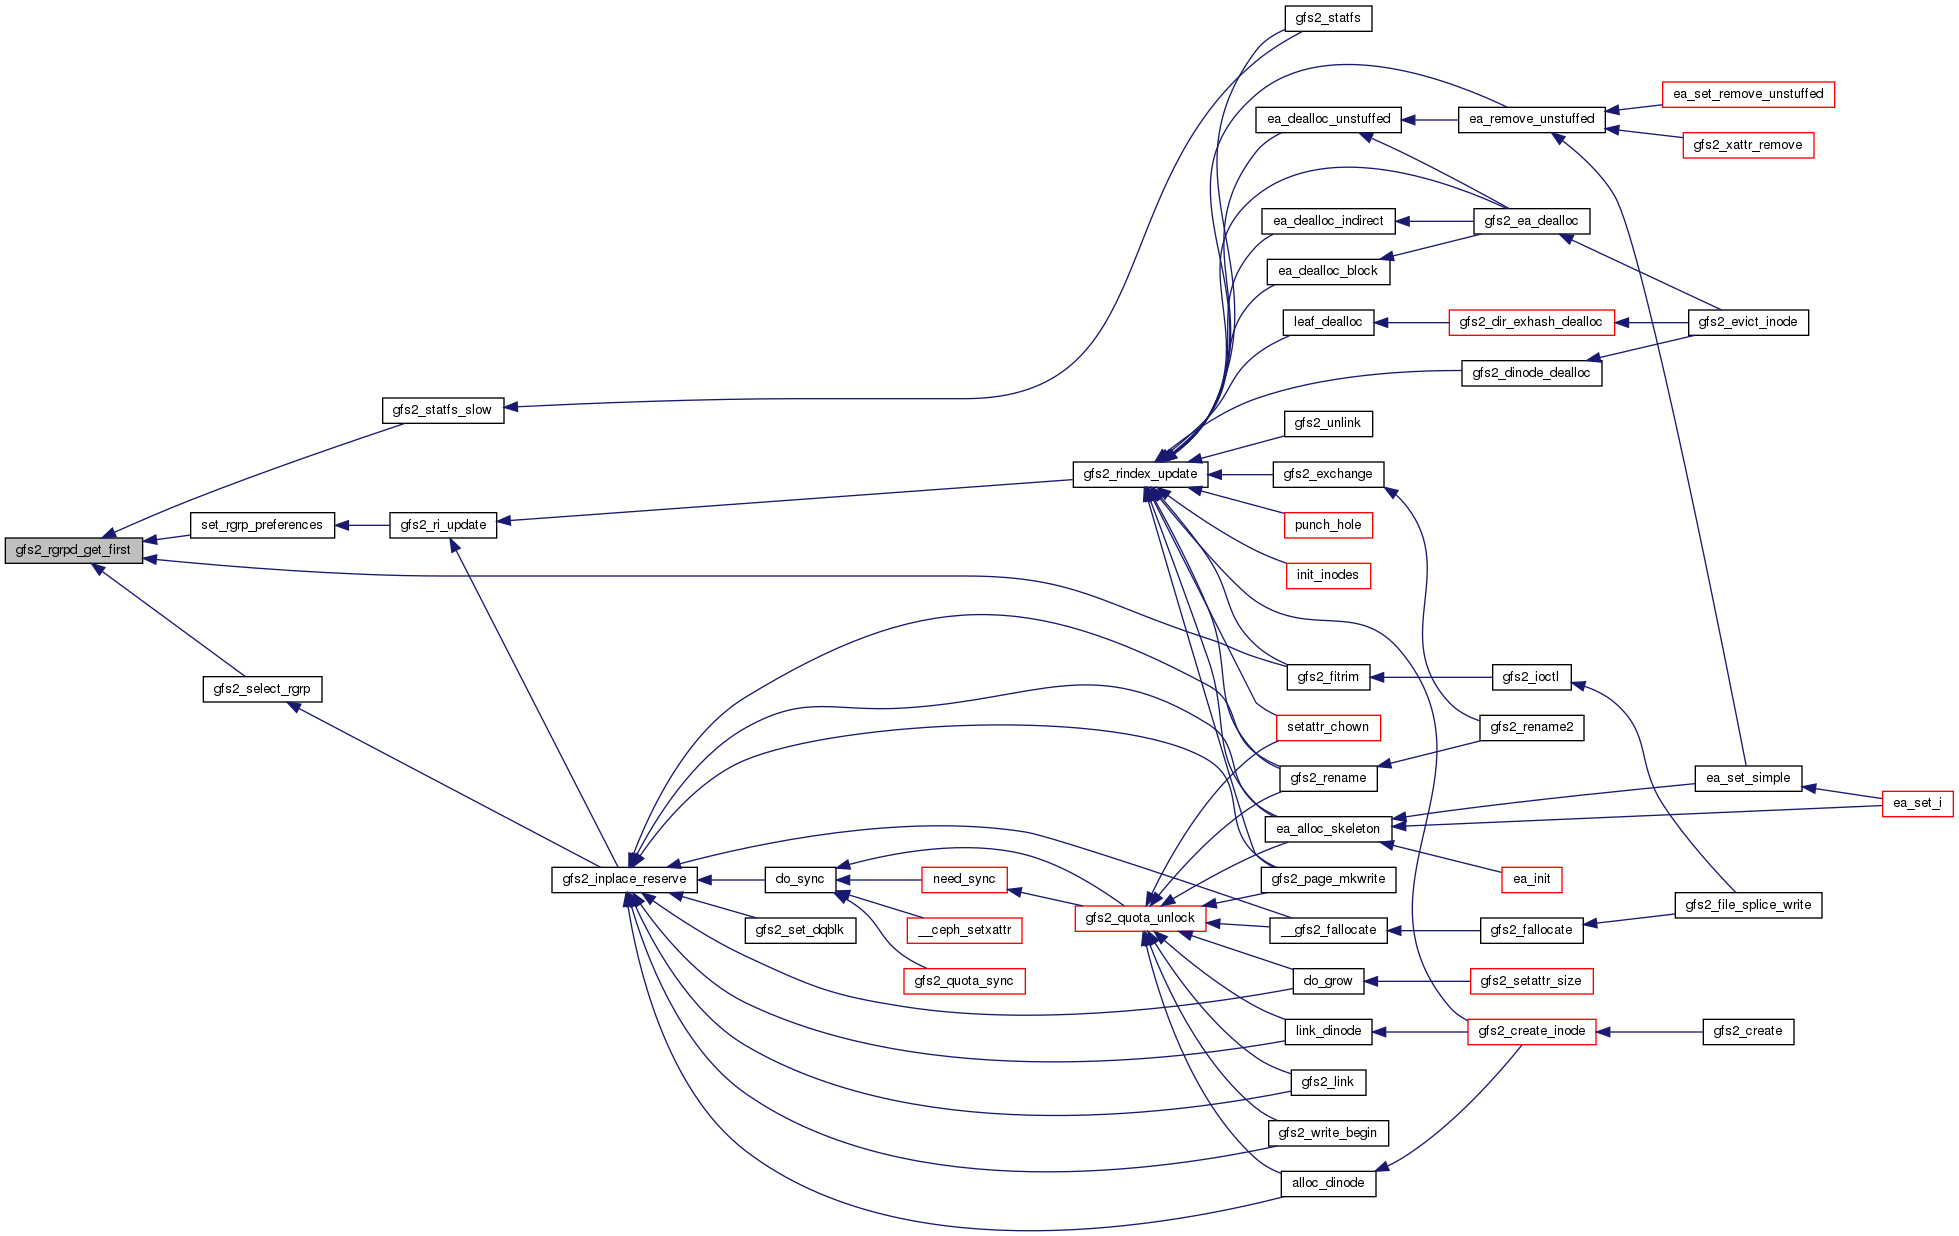 gfs2_statfs
ea_set_remove_unstuffed
ea_dealloc_unstuffed
ea_remove_unstuffed
gfs2_xattr_remove
ea_dealloc_indirect
gfs2_ea_dealloc
ea_dealloc_block
leaf_dealloc
gfs2_dir_exhash_dealloc
gfs2_evict_inode
gfs2_dinode_dealloc
gfs2_statfs_slow
gfs2_unlink
gfs2_rindex_update
gfs2_exchange
set_rgrp_preferences
gfs2_ri_update
punch_hole
gfs2_rgrpd_get_first
init_inodes
gfs2_fitrim
gfs2_ioctl
gfs2_select_rgrp
setattr_chown
gfs2_rename2
gfs2_rename
ea_set_simple
ea_set_i
ea_alloc_skeleton
gfs2_inplace_reserve
do_sync
need_sync
gfs2_page_mkwrite
ea_init
gfs2_file_splice_write
gfs2_quota_unlock
gfs2_set_dqblk
__ceph_setxattr
__gfs2_fallocate
gfs2_fallocate
gfs2_quota_sync
do_grow
gfs2_setattr_size
link_dinode
gfs2_create_inode
gfs2_create
gfs2_link
gfs2_write_begin
alloc_dinode